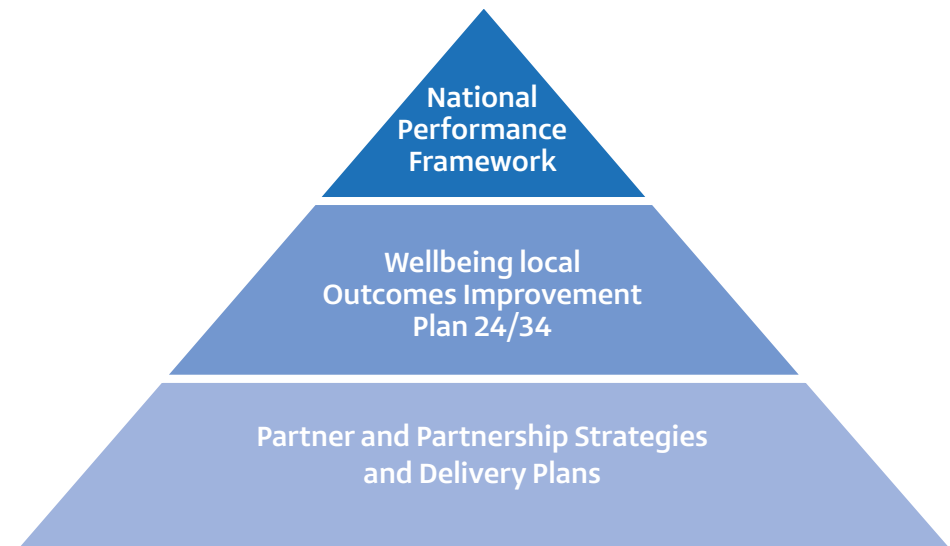 National
Performance
Framework
Wellbeing local
Outcomes Improvement
Plan 24/34
Partner and Partnership Strategies
and Delivery Plans